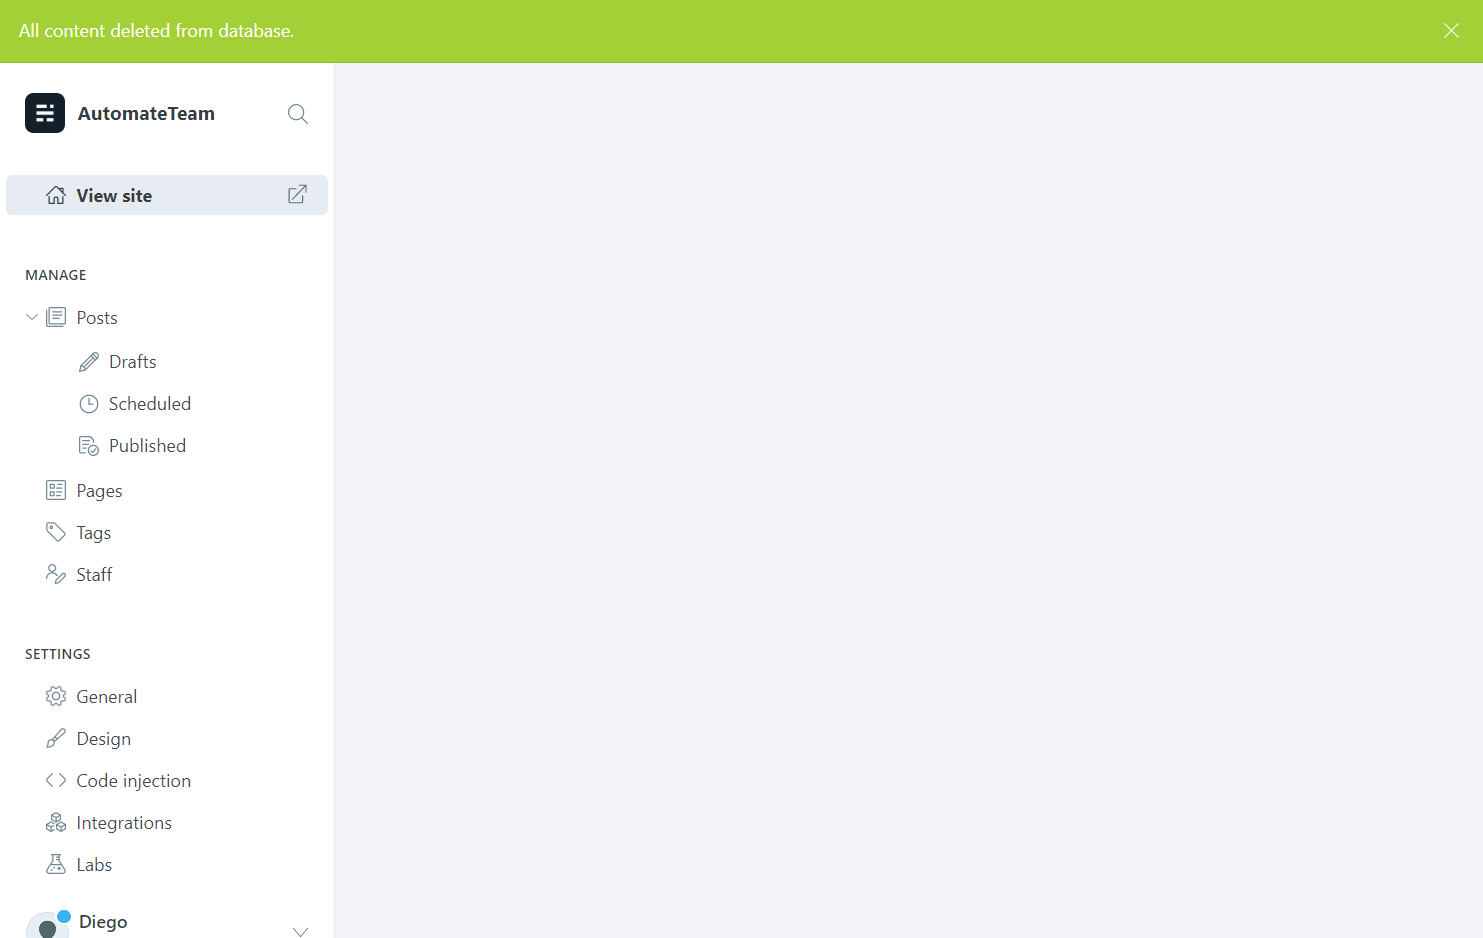 All content deleted from database.
AutomateTeam
View site
MANAGE
Posts
Drafts
Scheduled
Published
Pages
Tags
Staff
SETTINGS
General
Design
Code injection
Integrations
Labs
Diego